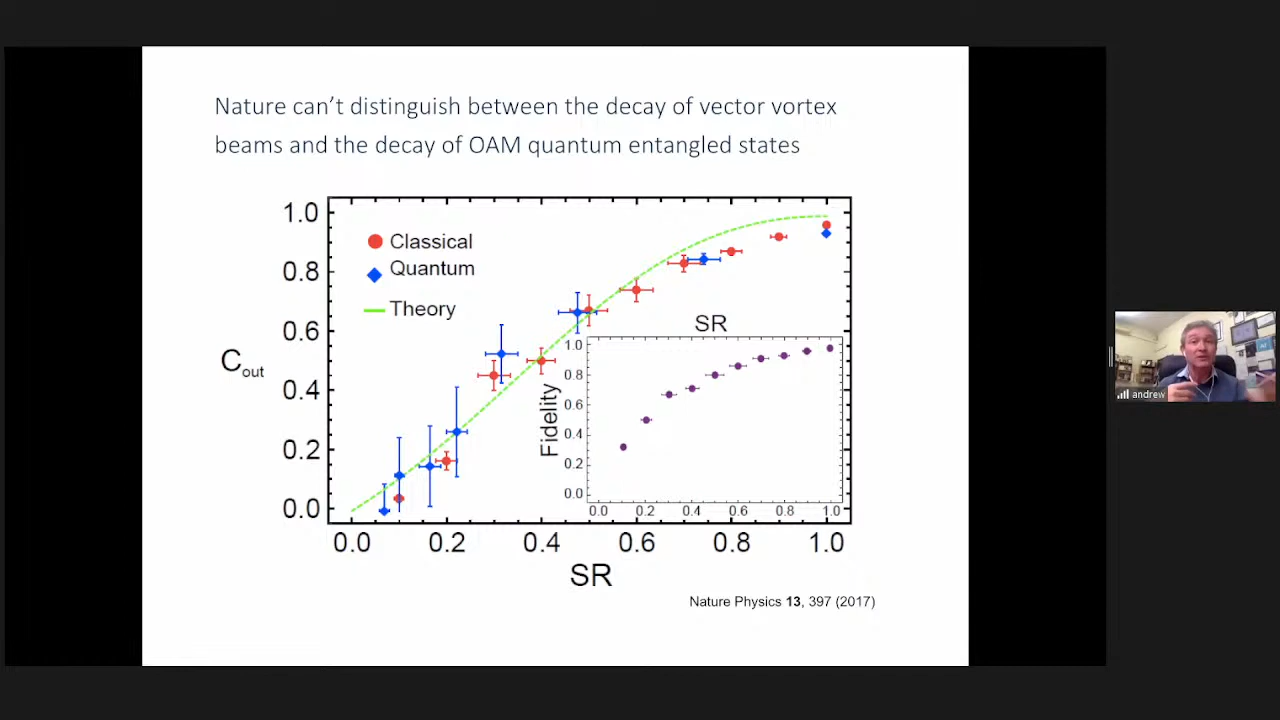 Nature can't distinguish between the decay of vector vortex
beams and the decay of OAM quantum entangled states
1.0
0.8
0.6
0.4
0.2
0.0
Cout
Classical
Quantum
Theory
SR
1.0
0.8
0.6
0.4
0.2
0.0
Fidelity
0.0 0.2 0.4 0.6 0.8 1.0
0.0 0.2 0.4 0.6 0.8 1.0
SR
Nature Physics 13, 397 (2017)
andrew